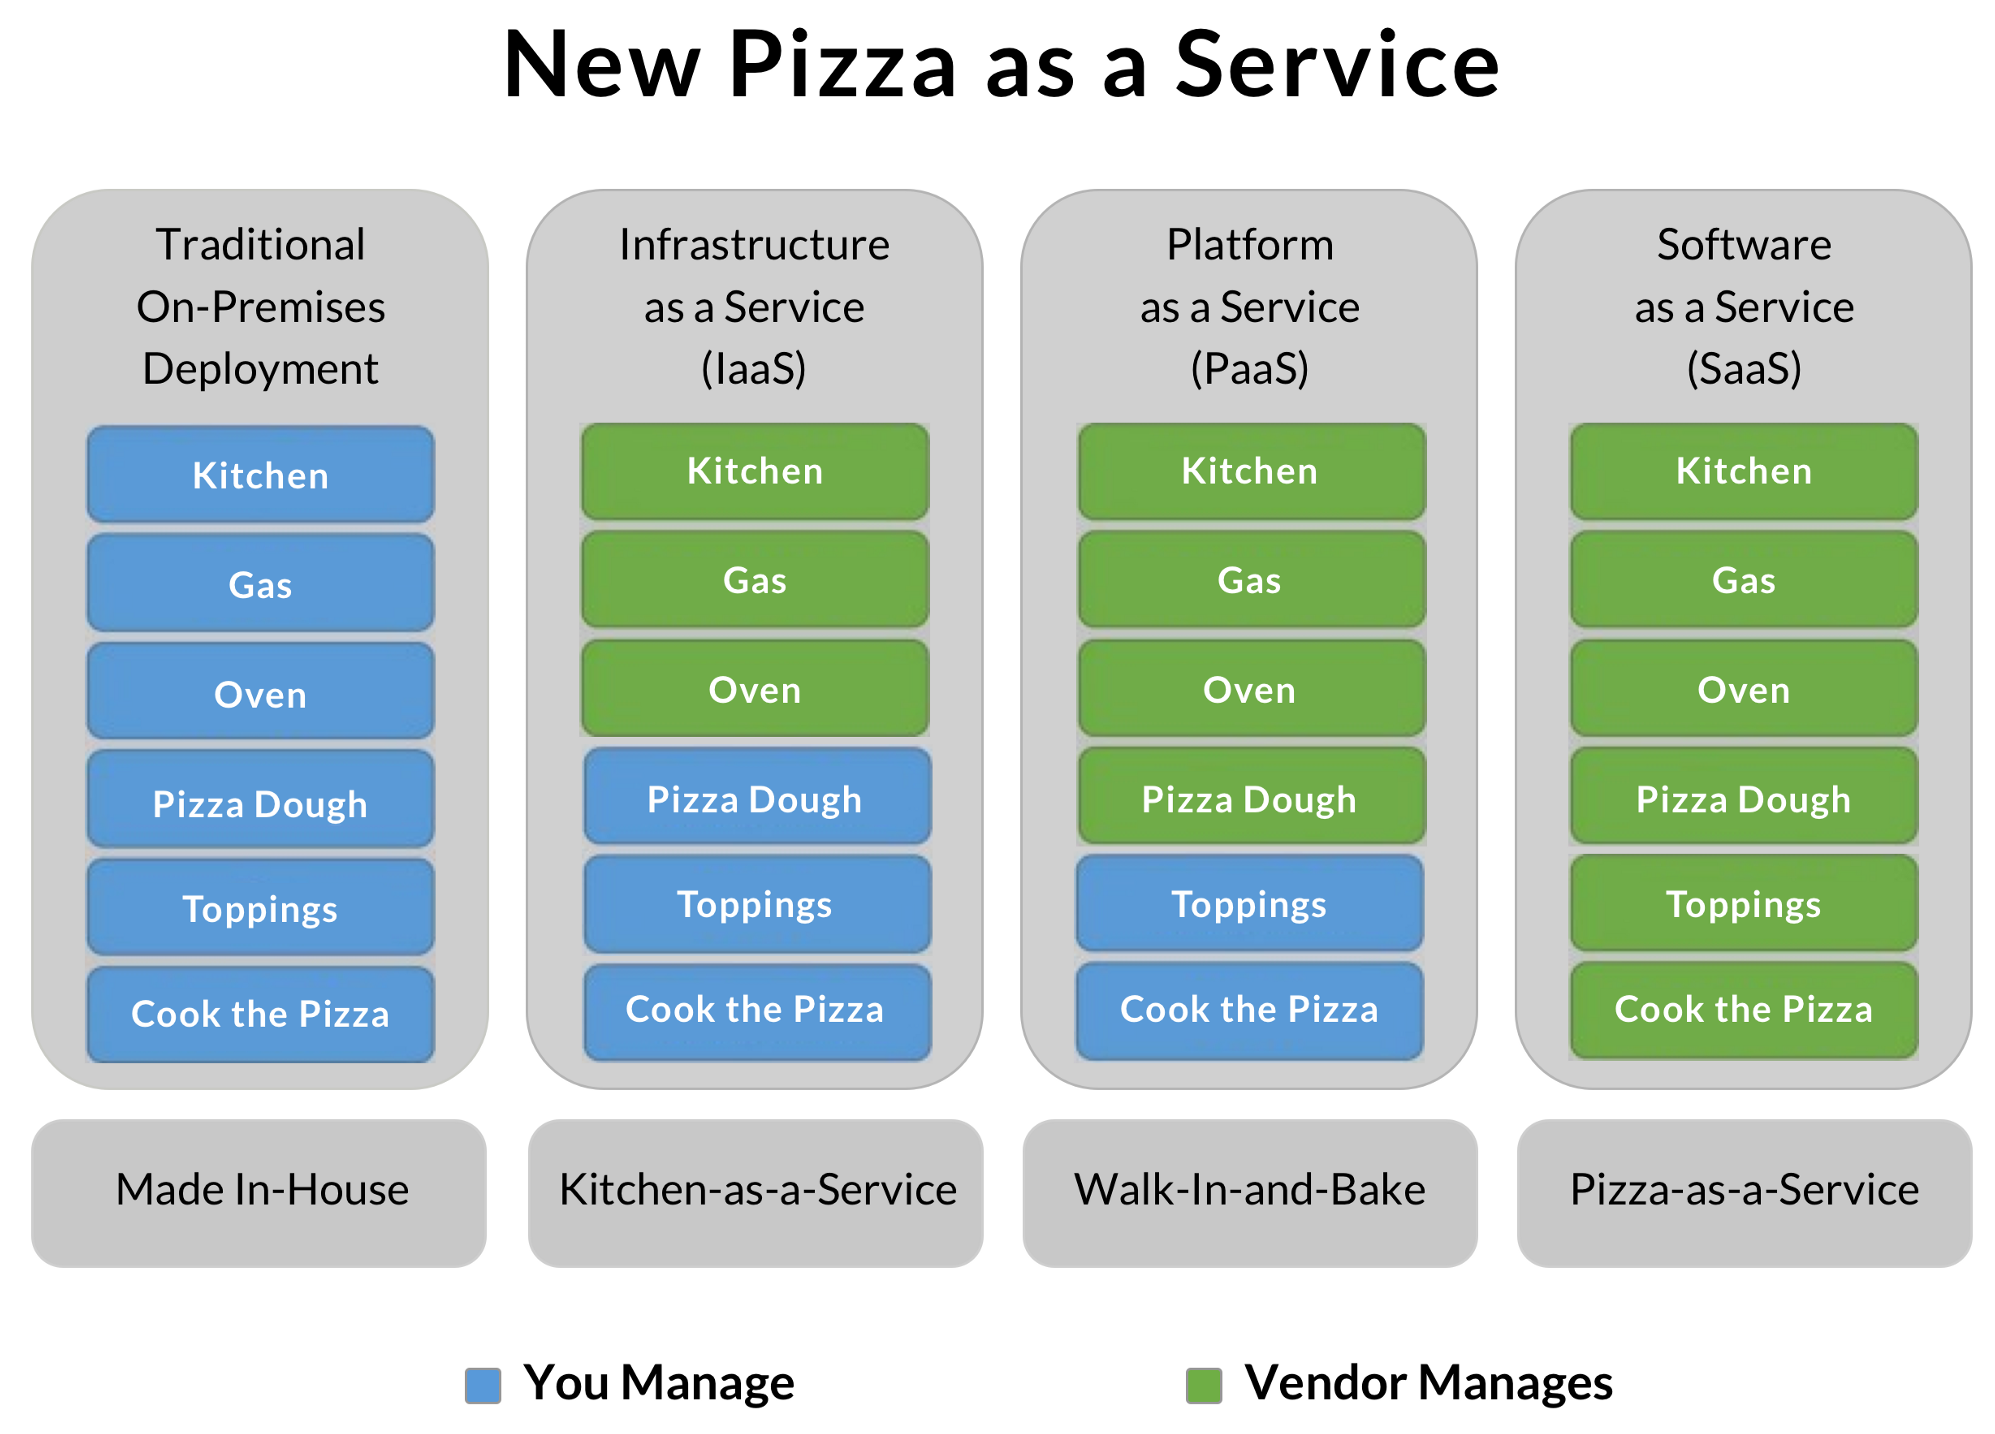 New Pizza as a Service
Traditional
On-Premises
Deployment
Kitchen
Gas
Oven
Pizza Dough
Toppings
Cook the Pizza
Made In-House
Infrastructure
as a Service
(IaaS)
Kitchen
Gas
Oven
Pizza Dough
Toppings
Cook the Pizza
Kitchen-as-a-Service
Platform
as a Service
(PaaS)
Kitchen
Gas
Oven
Pizza Dough
Toppings
Cook the Pizza
Walk-In-and-Bake
Software
as a Service
(SaaS)
Kitchen
Gas
Oven
Pizza Dough
Toppings
Cook the Pizza
Pizza-as-a-Service
You Manage
Vendor Manages